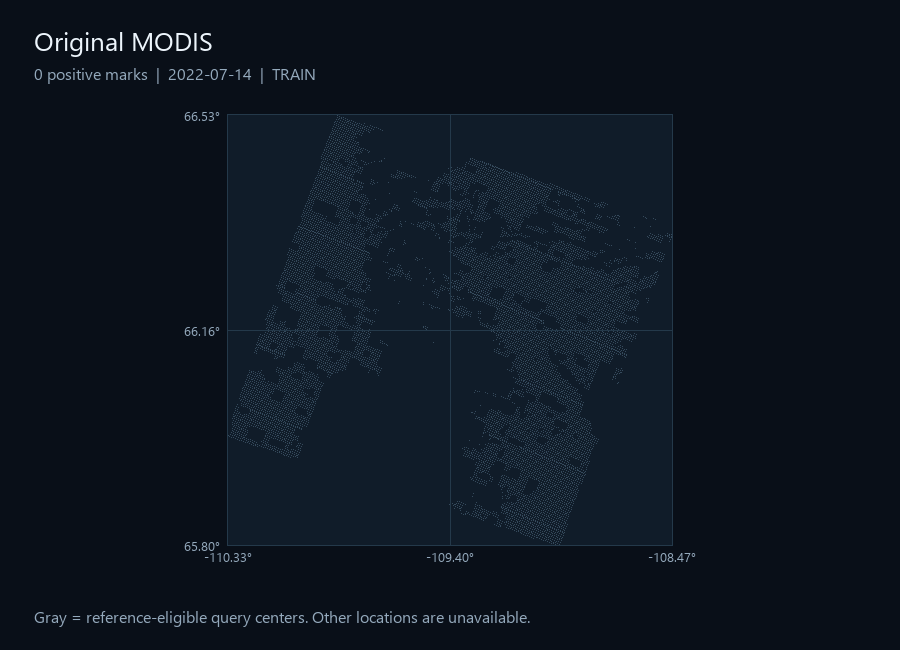 Original MODIS
0 positive marks | 2022-07-14 | TRAIN
66.53°
66.16°
65.80°
-110.33°
-109.40°
-108.47°
Gray = reference-eligible query centers. Other locations are unavailable.